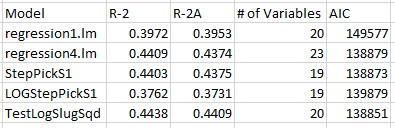 Model R-2 R-2A # of Variables AIC
regression1.lm 0.3972 0.3953 20 149577
regression4.lm 0.4409 0.4374 23 138879
StepPickS1 0.4403 0.4375 19 138873
LOGStepPickS1 0.3762 0.3731 19 139879
TestLogSlugSqd 0.4438 0.4409 20 138851